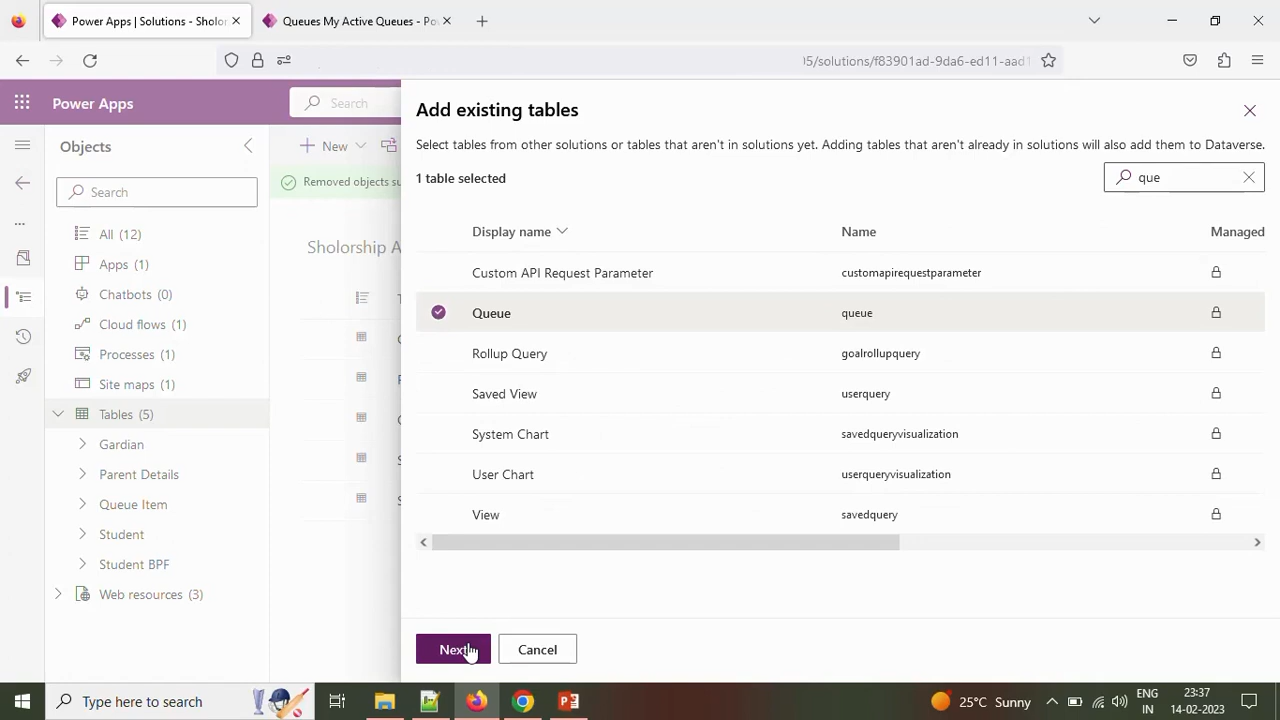 Power Apps | Solutions - Sholor
Queues My Active Queues - Po
5/solutions/f83901ad-9da6-ed11-aad1
Power Apps
Search
Objects
New
Search
Removed objects su
All (12)
Apps (1)
Chatbots (0)
Cloud flows (1)
Processes (1)
Site maps (1)
Tables (5)
Gardian
Parent Details
Queue Item
Student
Student BPF
Web resources (3)
Sholorship A
Add existing tables
Select tables from other solutions or tables that aren't in solutions yet. Adding tables that aren't already in solutions will also add them to Dataverse.
1 table selected
que
Display name Name Managed
Custom API Request Parameter customapirequestparameter
Queue queue
Rollup Query goalrollupquery
Saved View userquery
System Chart savedqueryvisualization
User Chart userqueryvisualization
View savedquery
Next Cancel
Type here to search
25°C Sunny
ENG
IN
23:37
14-02-2023